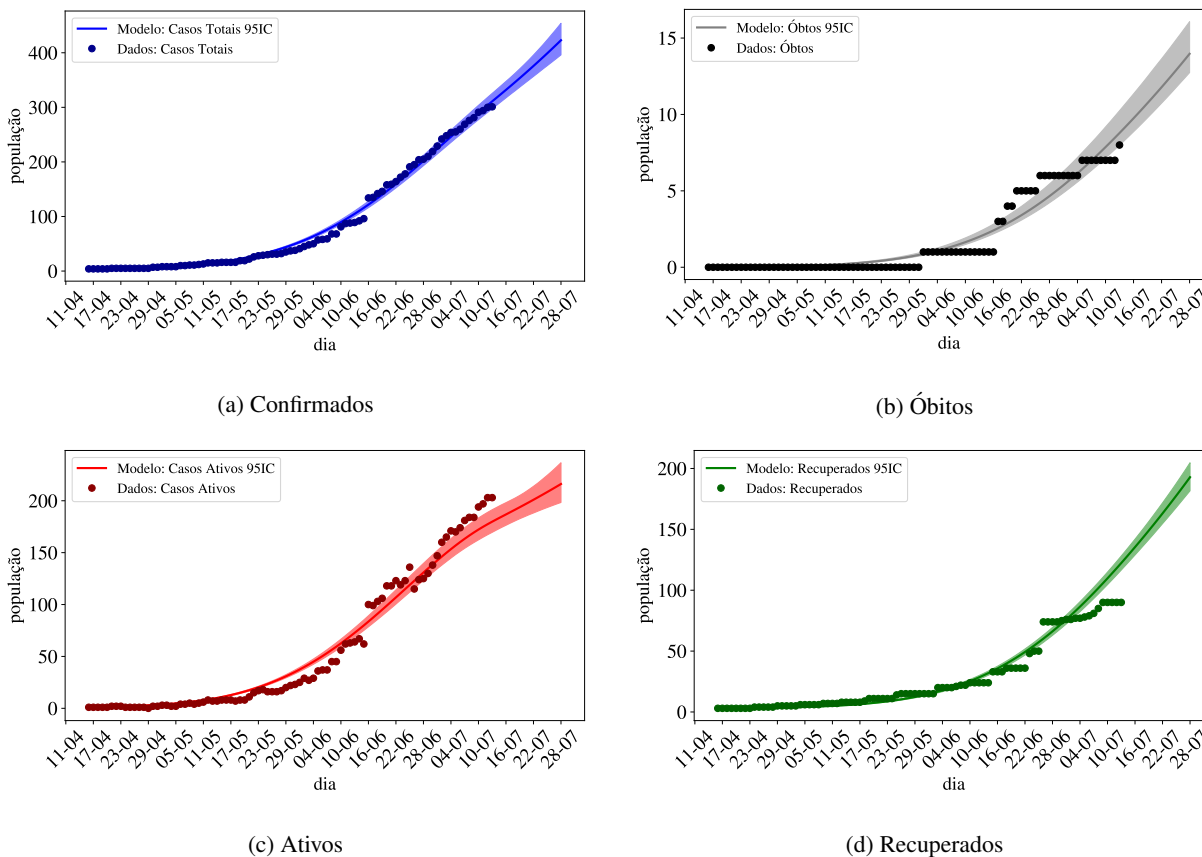 Modelo: Casos Totais 95IC
Dados: Casos Totais
400
300
200
100
0
população
11-04 17-04 23-04 29-04 05-05 11-05 17-05 23-05 29-05 04-06 10-06 16-06 22-06 28-06 04-07 10-07 16-07 22-07 28-07
dia
(a) Confirmados
Modelo: Óbtos 95IC
Dados: Óbtos
15
10
5
0
população
11-04 17-04 23-04 29-04 05-05 11-05 17-05 23-05 29-05 04-06 10-06 16-06 22-06 28-06 04-07 10-07 16-07 22-07 28-07
dia
(b) Óbitos
Modelo: Casos Ativos 95IC
Dados: Casos Ativos
200
150
100
50
0
população
11-04 17-04 23-04 29-04 05-05 11-05 17-05 23-05 29-05 04-06 10-06 16-06 22-06 28-06 04-07 10-07 16-07 22-07 28-07
dia
(c) Ativos
Modelo: Recuperados 95IC
Dados: Recuperados
200
150
100
50
0
população
11-04 17-04 23-04 29-04 05-05 11-05 17-05 23-05 29-05 04-06 10-06 16-06 22-06 28-06 04-07 10-07 16-07 22-07 28-07
dia
(d) Recuperados